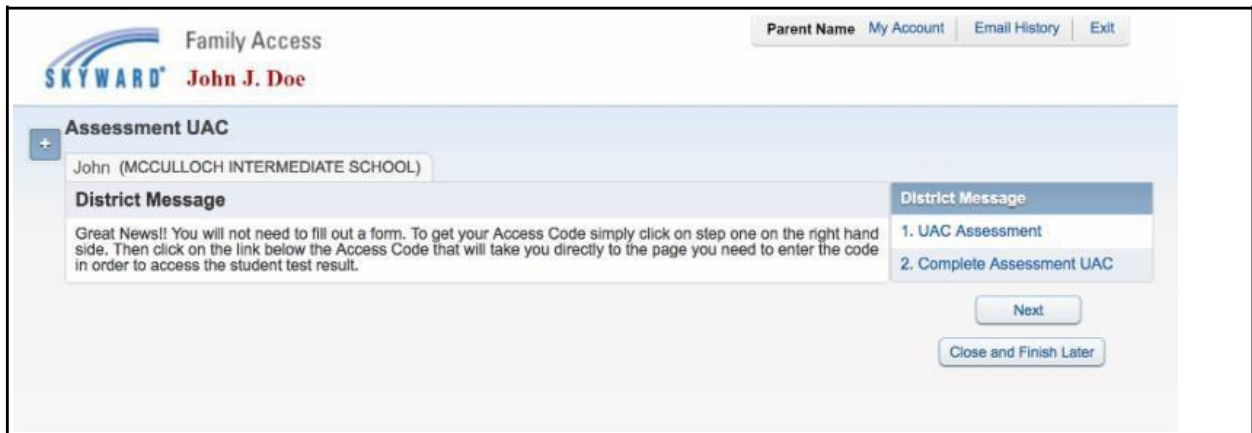 Parent Name My Account Email History Exit
Family Access
SKYWARD®
John J. Doe
+ Assessment UAC
John (MCCULLOCH INTERMEDIATE SCHOOL)
District Message
Great News!! You will not need to fill out a form. To get your Access Code simply click on step one on the right hand
side. Then click on the link below the Access Code that will take you directly to the page you need to enter the code
in order to access the student test result.
District Message
1. UAC Assessment
2. Complete Assessment UAC
Next
Close and Finish Later